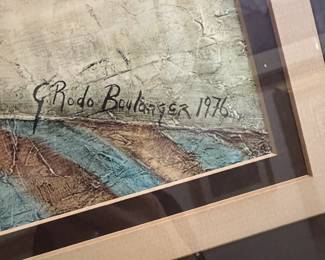 G. Rodo Boulanger 1976